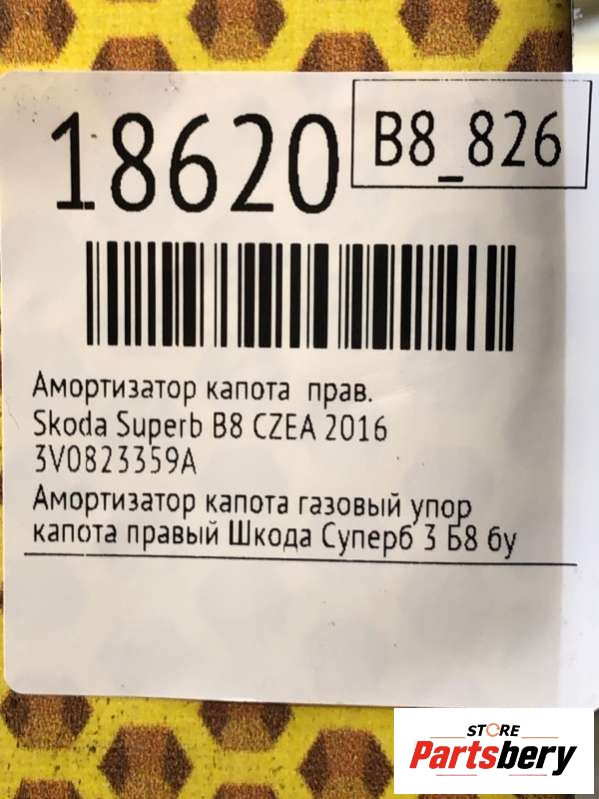 18620
B8_826
Амортизатор капота прав.
Skoda Superb B8 CZEA 2016
3V0823359A
Амортизатор капота газовый упор
капота правый Шкода Суперб 3 Б8 бу
STORE
Partsbery